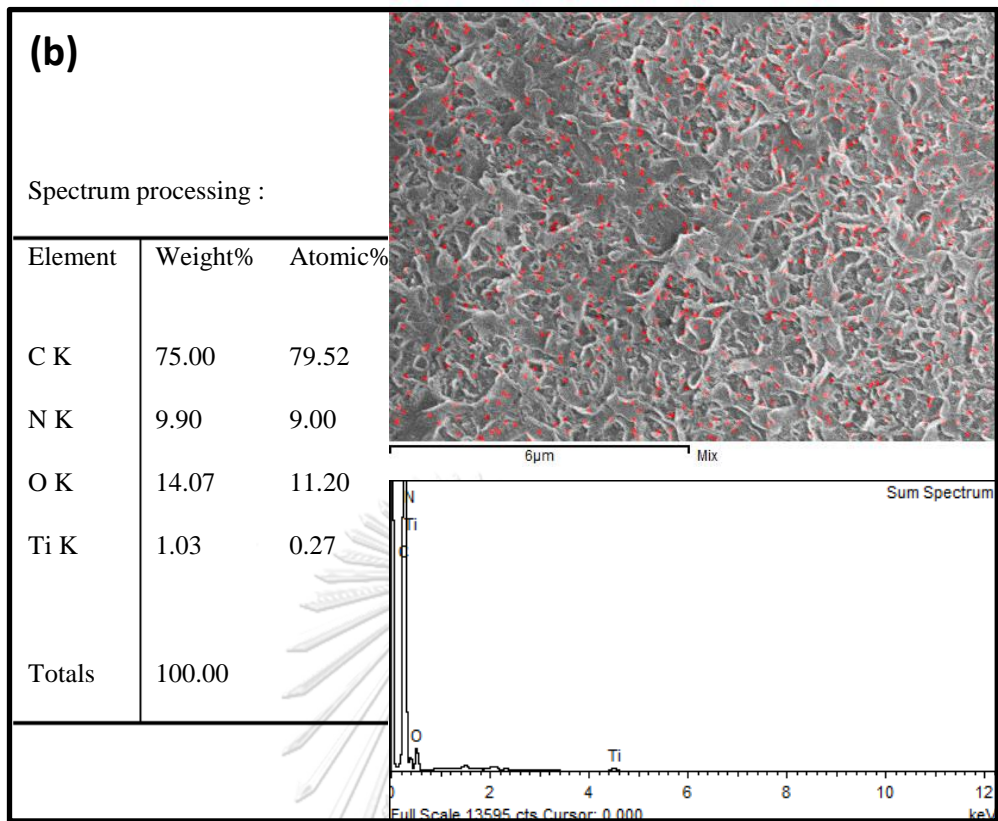 (b)
Spectrum processing :
Element Weight% Atomic%
C K 75.00 79.52
N K 9.90 9.00
O K 14.07 11.20
Ti K 1.03 0.27
Totals 100.00
6µm Mix
Sum Spectrum
N
Ti
C
O
Ti
0 2 4 6 8 10 12
Full Scale 13595 cts Cursor: 0.000 keV